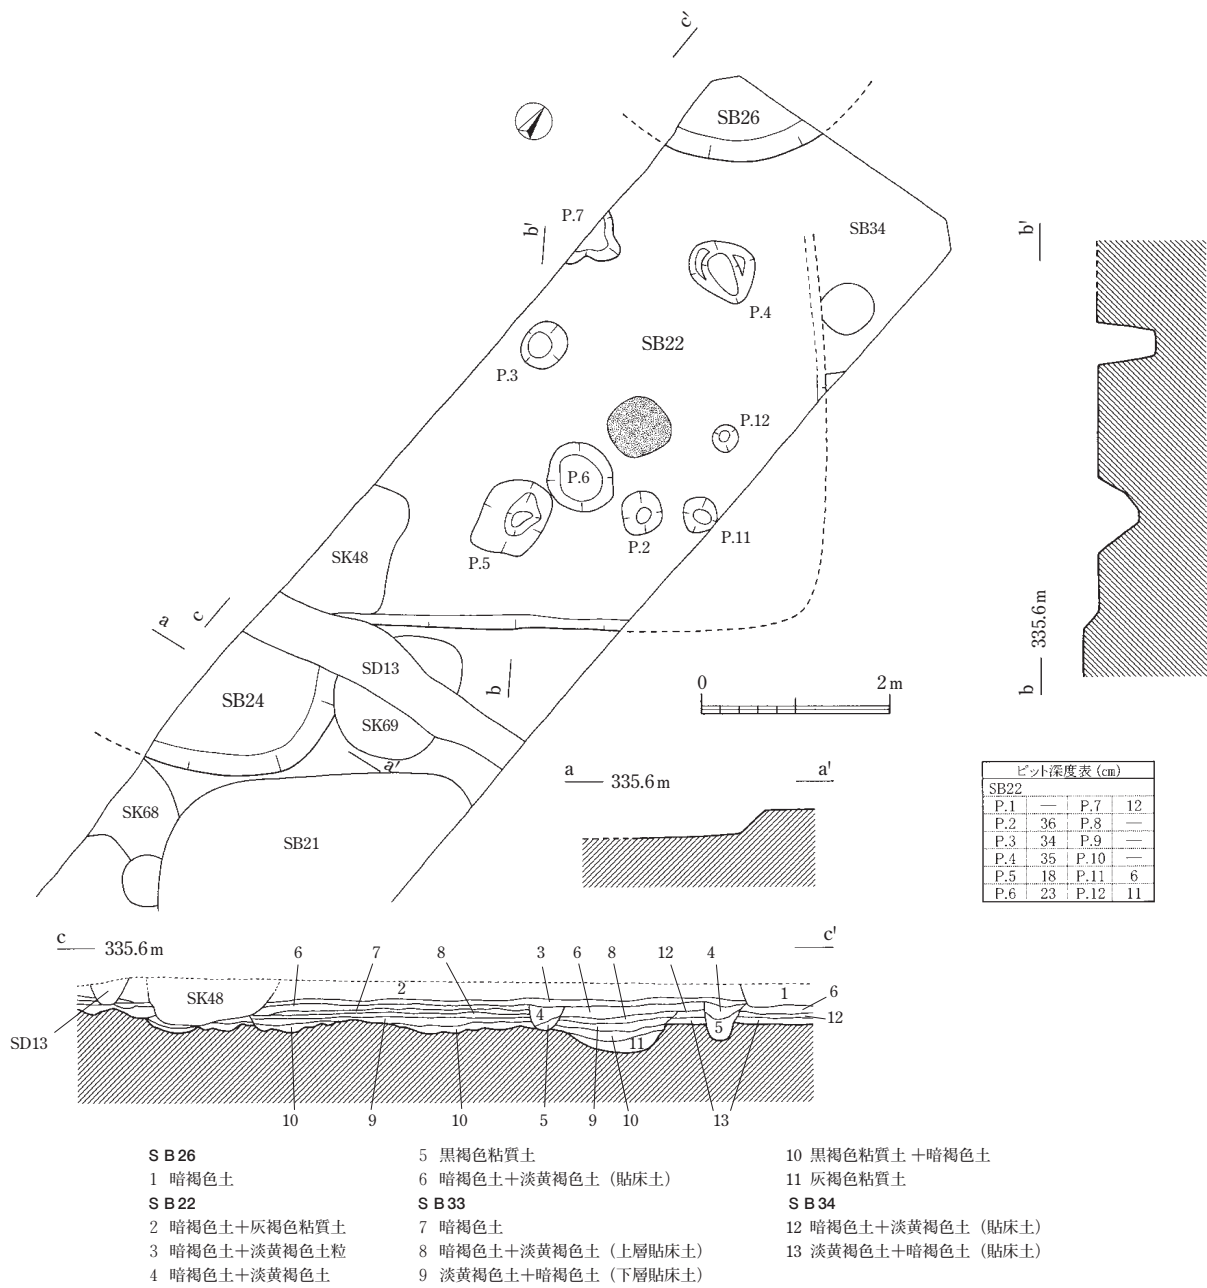 c'
SB26
P.7
b'
SB34
b'
P.4
SB22
P.3
P.12
P.6
P.5
P.2
P.11
SK48
a
c
SD13
b
335.6m
b
0 2m
SB24
SK69
a'
a 335.6m a'
SK68
SB21
ピット深度表(cm)
SB22
P.1 — P.7 12
P.2 36 P.8 —
P.3 34 P.9 —
P.4 35 P.10 —
P.5 18 P.11 6
P.6 23 P.12 11
c 335.6m c'
6 7 8 3 6 8 12 4
2 1 6
SK48
4 12
5
SD13 11
10 9 10 5 9 10 13
SB26
1 暗褐色土
SB22
2 暗褐色土+灰褐色粘質土
3 暗褐色土+淡黄褐色土粒
4 暗褐色土+淡黄褐色土
5 黒褐色粘質土
6 暗褐色土+淡黄褐色土(貼床土)
SB33
7 暗褐色土
8 暗褐色土+淡黄褐色土(上層貼床土)
9 淡黄褐色土+暗褐色土(下層貼床土)
10 黒褐色粘質土+暗褐色土
11 灰褐色粘質土
SB34
12 暗褐色土+淡黄褐色土(貼床土)
13 淡黄褐色土+暗褐色土(貼床土)